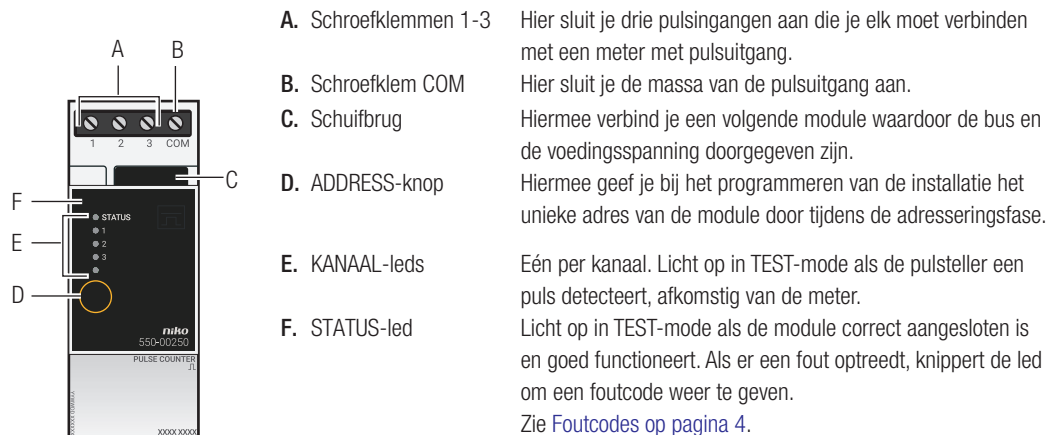 A B
1 2 3 COM
C
F
E
D
STATUS
1
2
3
niko
550-00250
PULSE COUNTER
XXXX XXXX
A. Schroefklemmen 1-3 Hier sluit je drie pulsingangen aan die je elk moet verbinden
met een meter met pulsuitgang.
B. Schroefklem COM Hier sluit je de massa van de pulsuitgang aan.
C. Schuifbrug Hiermee verbind je een volgende module waardoor de bus en
de voedingsspanning doorgegeven zijn.
D. ADDRESS-knop Hiermee geef je bij het programmeren van de installatie het
unieke adres van de module door tijdens de adresseringsfase.
E. KANAAL-leds Eén per kanaal. Licht op in TEST-mode als de pulsteller een
puls detecteert, afkomstig van de meter.
F. STATUS-led Licht op in TEST-mode als de module correct aangesloten is
en goed functioneert. Als er een fout optreedt, knippert de led
om een foutcode weer te geven.
Zie Foutcodes op pagina 4.